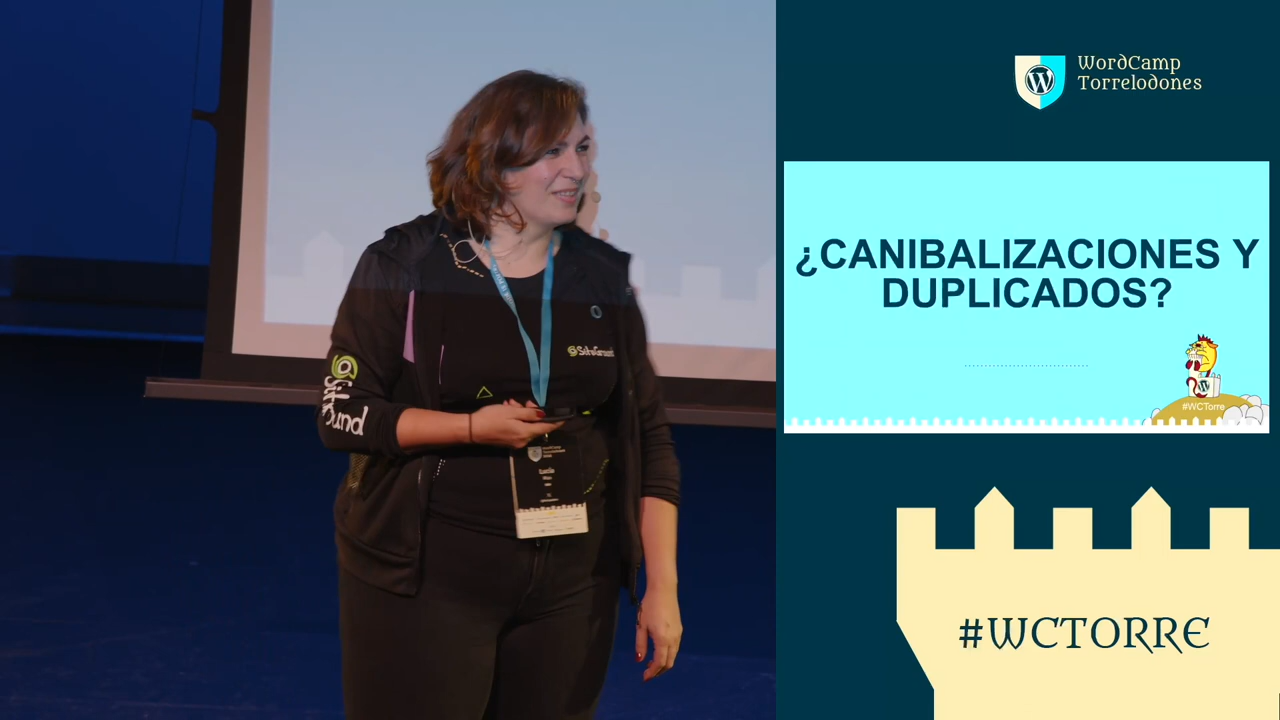 WordCamp
Torrelodones
¿CANIBALIZACIONES Y
DUPLICADOS?
#WCTorre
#WCTORRE
SiteGround